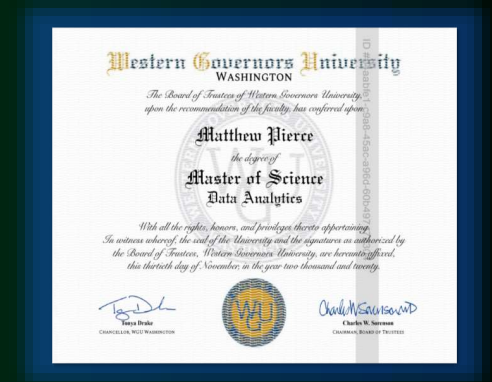 Western Governors University
WASHINGTON
The Board of Trustees of Western Governors University,
upon the recommendation of the faculty, has conferred upon
Matthew Pierce
the degree of
Master of Science
Data Analytics
With all the rights, honors, and privileges thereto appertaining.
In witness whereof, the seal of the University and the signatures as authorized by
the Board of Trustees, Western Governors University, are hereunto affixed,
this thirtieth day of November, in the year two thousand and twenty.
WGU
Tonya Drake
CHANCELLOR, WGU WASHINGTON
Charles W. Sorenson
CHAIRMAN, BOARD OF TRUSTEES